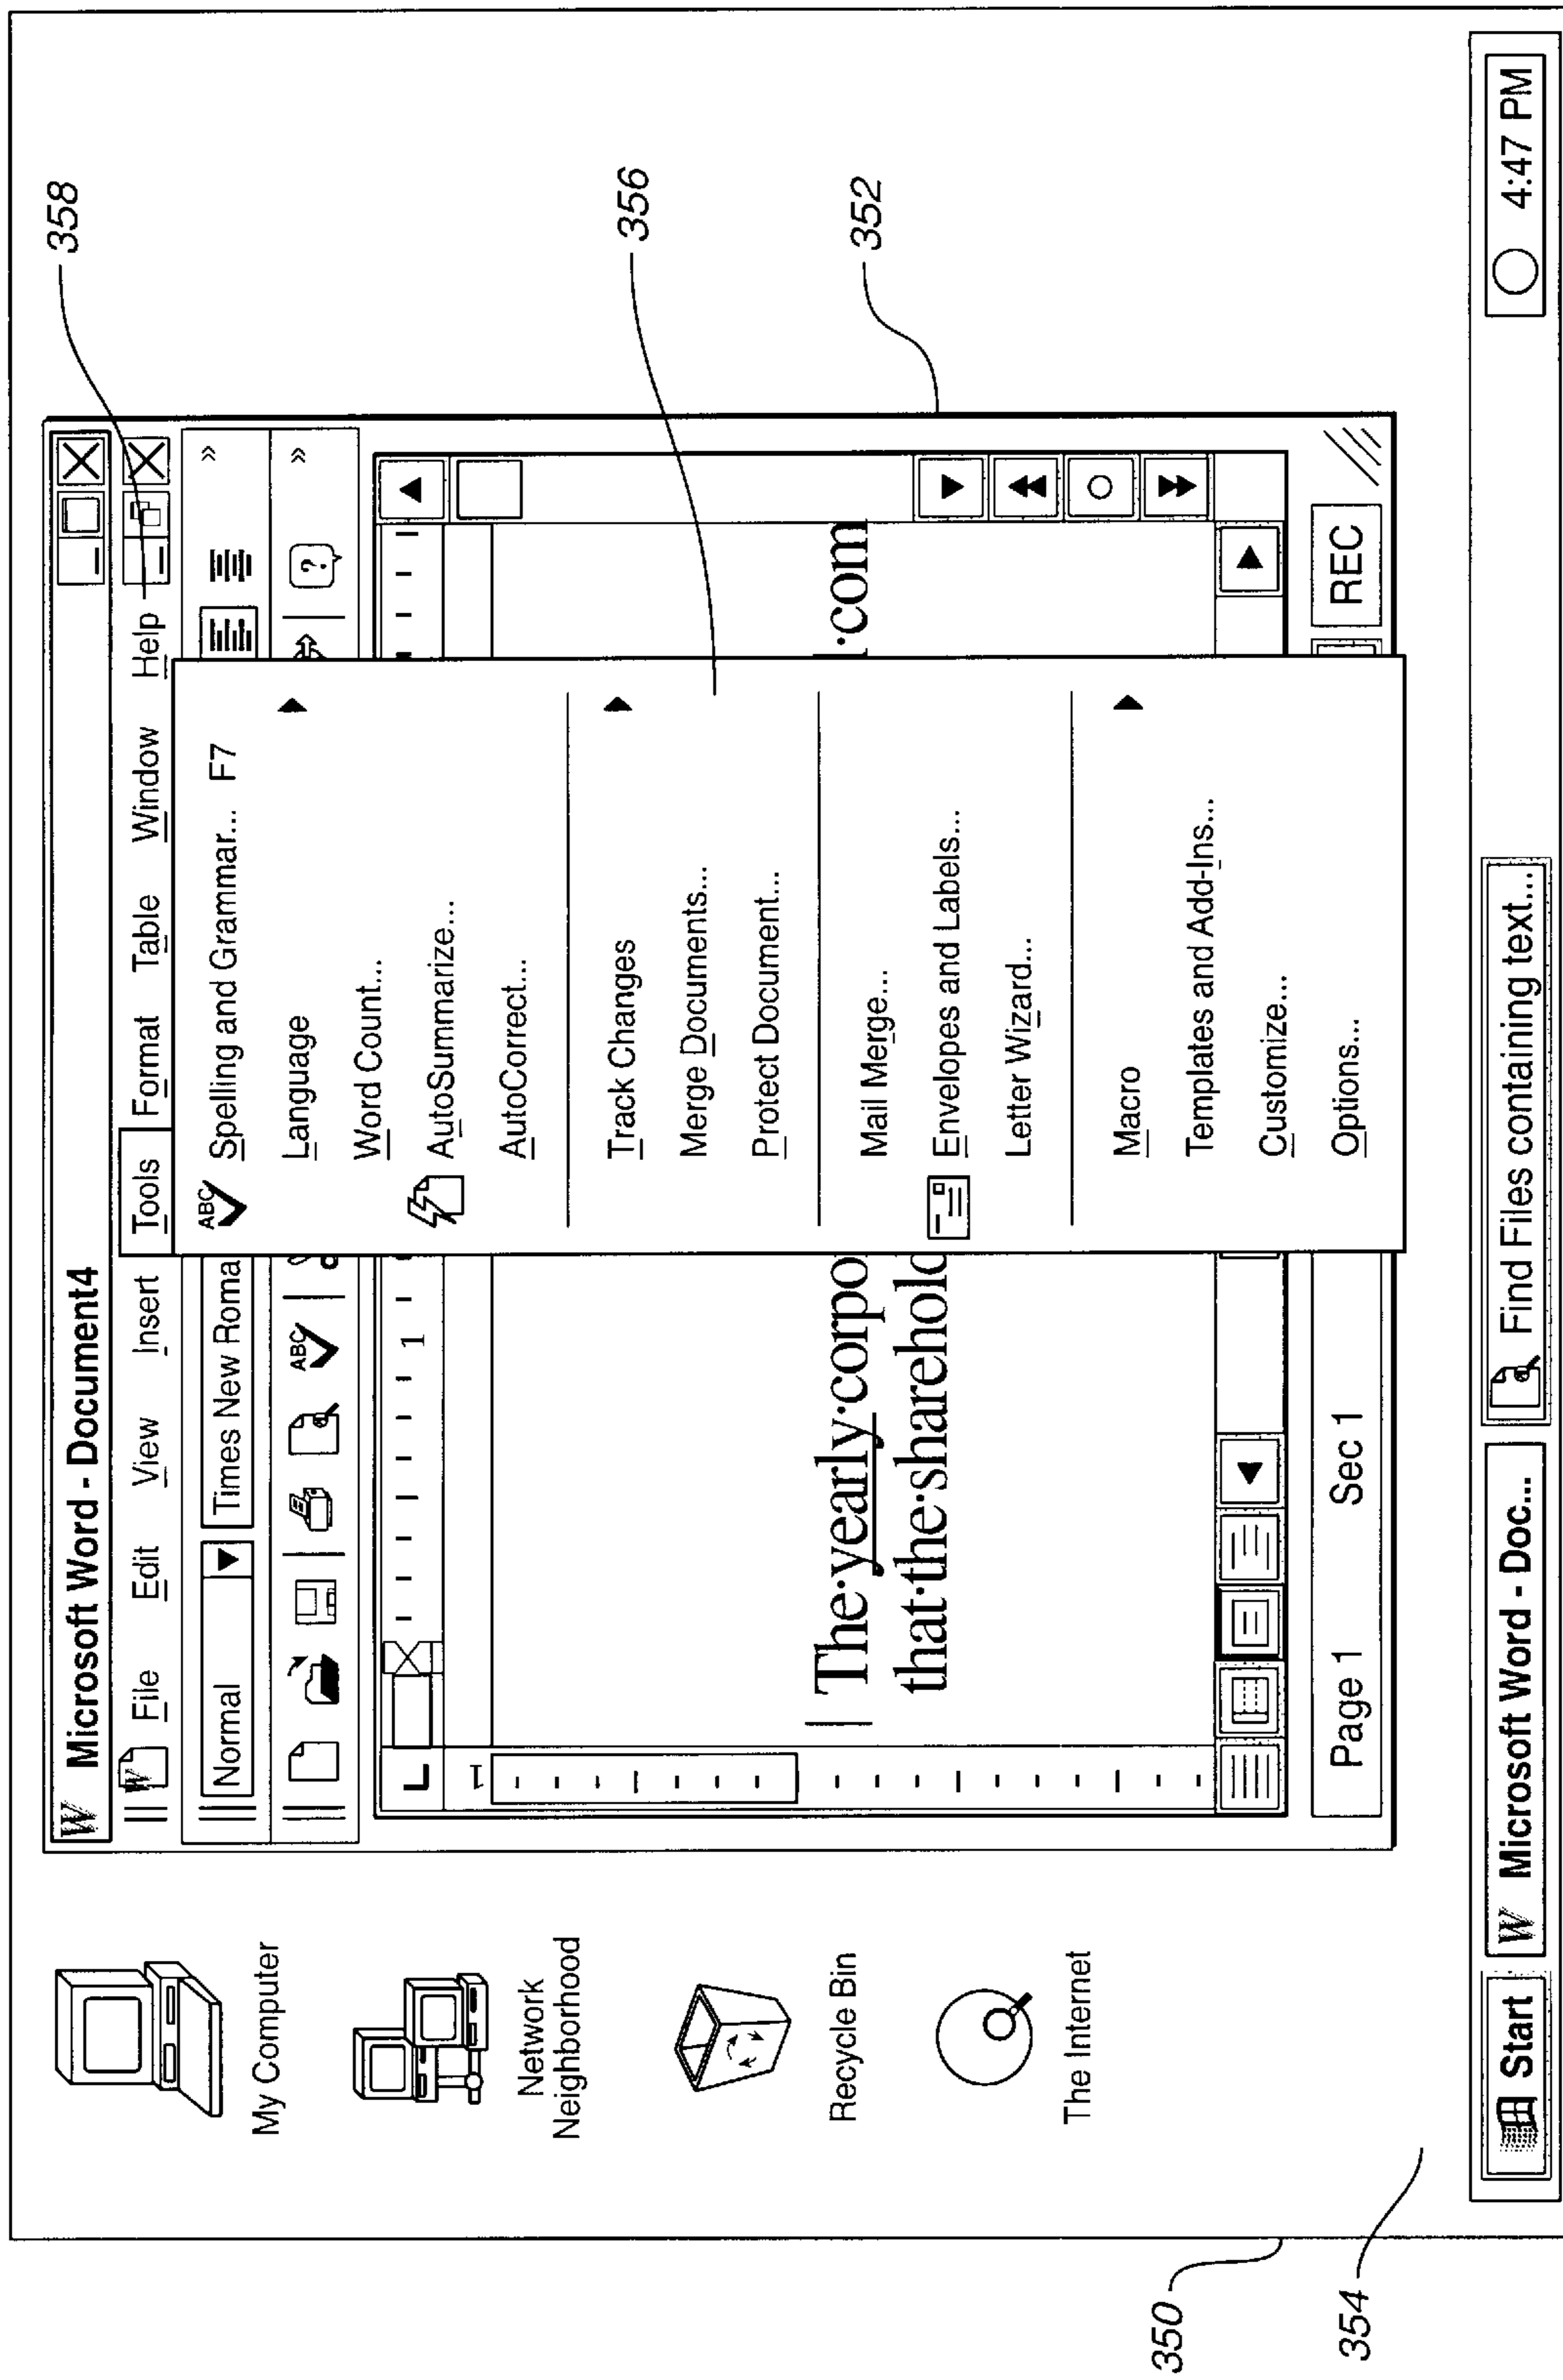 358
356
352
350
354
W Microsoft Word - Document4
W File Edit View Insert Tools Format Table Window Help
Normal Times New Roma »
ABC ? »
L 1
1
ABC Spelling and Grammar... F7
Language
Word Count...
AutoSummarize...
AutoCorrect...
Track Changes
Merge Documents...
Protect Document...
Mail Merge...
Envelopes and Labels...
Letter Wizard...
Macro
Templates and Add-Ins...
Customize...
Options...
The·yearly·corpo ·com
that·the·sharehold
Page 1 Sec 1 REC
My Computer
Network
Neighborhood
Recycle Bin
The Internet
Start W Microsoft Word - Doc... Find Files containing text... 4:47 PM